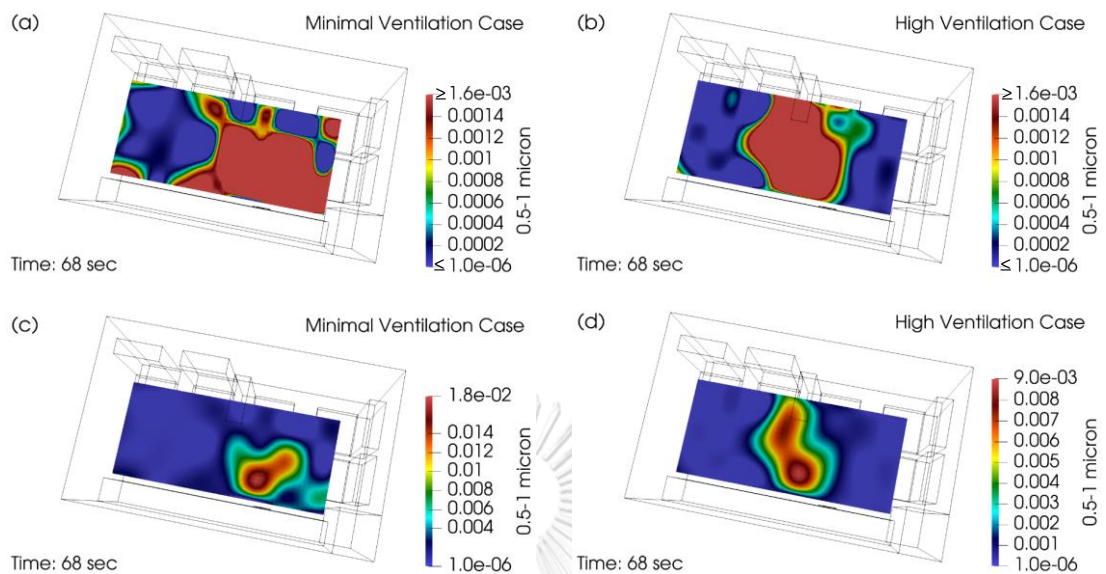 (a) Minimal Ventilation Case
≥ 1.6e-03
0.0014
0.0012
0.001
0.0008
0.0006
0.0004
0.0002
≤ 1.0e-06
0.5-1 micron
Time: 68 sec
(b) High Ventilation Case
≥ 1.6e-03
0.0014
0.0012
0.001
0.0008
0.0006
0.0004
0.0002
≤ 1.0e-06
0.5-1 micron
Time: 68 sec
(c) Minimal Ventilation Case
1.8e-02
0.014
0.01
0.008
0.004
1.0e-06
0.5-1 micron
Time: 68 sec
(d) High Ventilation Case
9.0e-03
0.008
0.007
0.006
0.005
0.004
0.003
0.002
0.001
1.0e-06
0.5-1 micron
Time: 68 sec